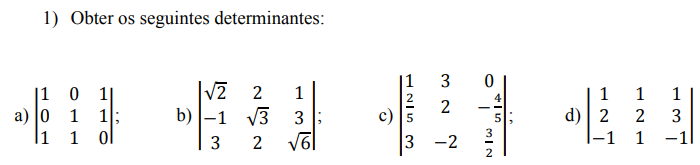 1) Obter os seguintes determinantes:
a) |1 0 1|
|0 1 1|
|1 1 0|;
b) |√2 2 1|
|−1 √3 3|
|3 2 √6|;
c) |1 3 0|
|2/5 2 −4/5|
|3 −2 3/2|;
d) |1 1 1|
|2 2 3|
|−1 1 −1|